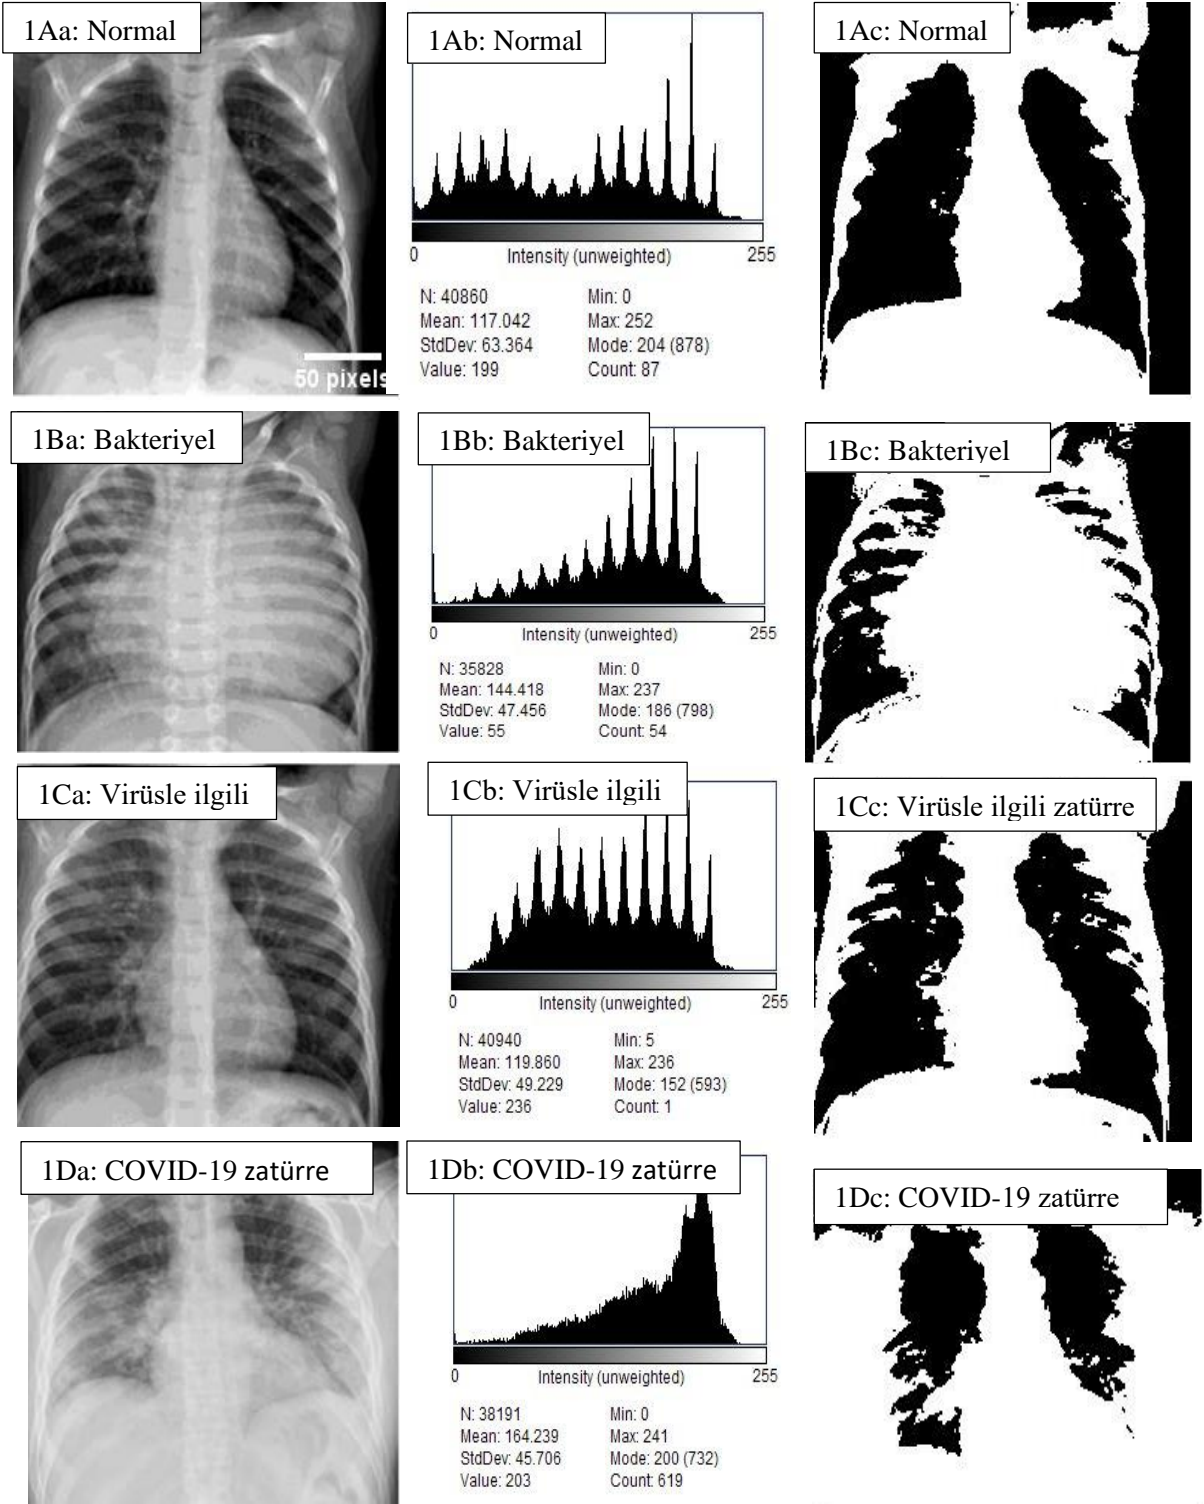 1Aa: Normal
50 pixels
1Ab: Normal
0 Intensity (unweighted) 255
N: 40860 Min: 0
Mean: 117.042 Max: 252
StdDev: 63.364 Mode: 204 (878)
Value: 199 Count: 87
1Ac: Normal
1Ba: Bakteriyel
1Bb: Bakteriyel
0 Intensity (unweighted) 255
N: 35828 Min: 0
Mean: 144.418 Max: 237
StdDev: 47.456 Mode: 186 (798)
Value: 55 Count: 54
1Bc: Bakteriyel
1Ca: Virüsle ilgili
1Cb: Virüsle ilgili
0 Intensity (unweighted) 255
N: 40940 Min: 5
Mean: 119.860 Max: 236
StdDev: 49.229 Mode: 152 (593)
Value: 236 Count: 1
1Cc: Virüsle ilgili zatürre
1Da: COVID-19 zatürre
1Db: COVID-19 zatürre
0 Intensity (unweighted) 255
N: 38191 Min: 0
Mean: 164.239 Max: 241
StdDev: 45.706 Mode: 200 (732)
Value: 203 Count: 619
1Dc: COVID-19 zatürre